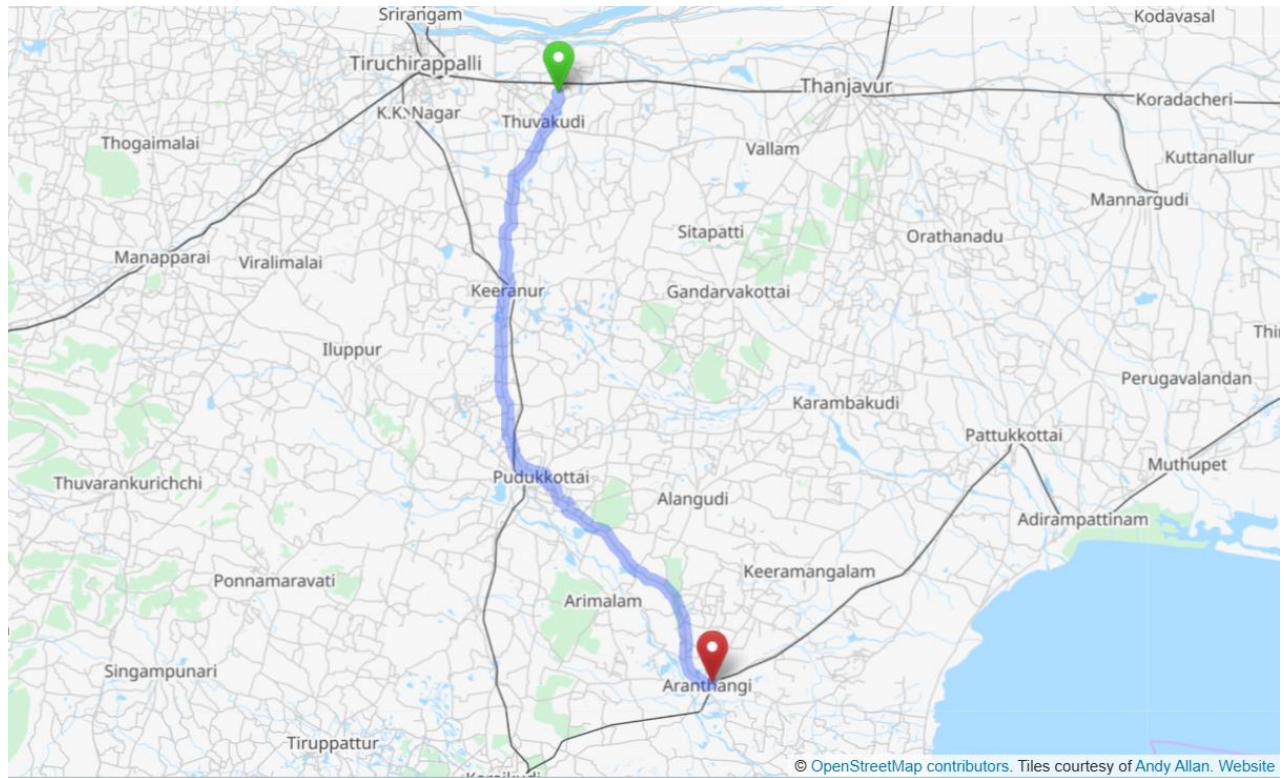 Srirangam
Kodavasal
Tiruchirappalli
Thanjavur
Koradacheri
K.K. Nagar
Thuvakudi
Thogaimalai
Vallam
Kuttanallur
Mannargudi
Sitapatti
Orathanadu
Manapparai
Viralimalai
Keeranur
Gandarvakottai
Iluppur
Perugavalandan
Karambakudi
Pattukkottai
Muthupet
Thuvarankurichchi
Pudukkottai
Alangudi
Adirampattinam
Ponnamaravati
Keeramangalam
Arimalam
Singampunari
Aranthangi
Tiruppattur
© OpenStreetMap contributors. Tiles courtesy of Andy Allan. Website